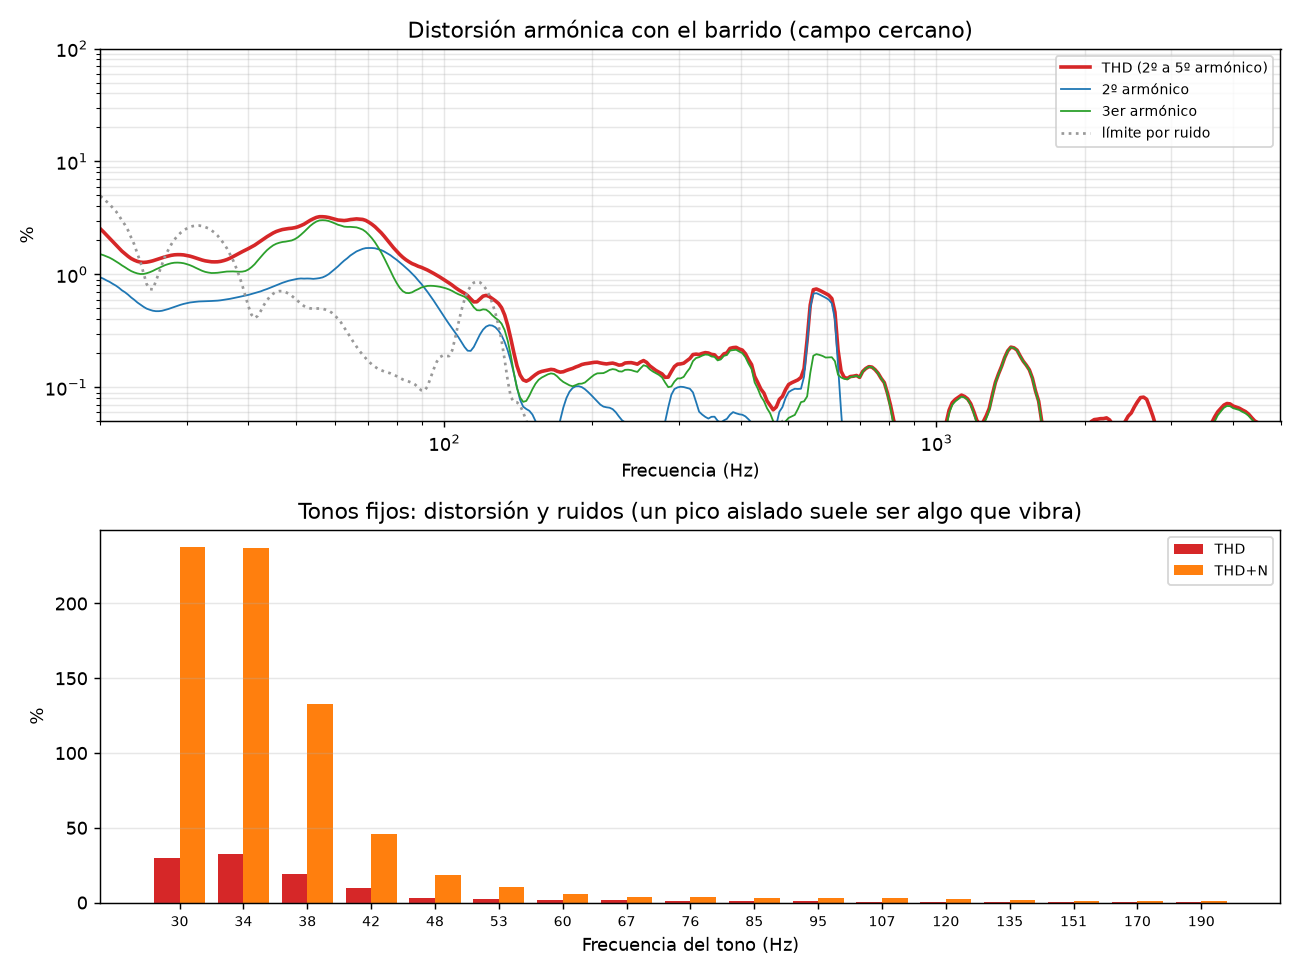 Distorsión armónica con el barrido (campo cercano)
%
10²
10¹
10⁰
10⁻¹
THD (2º a 5º armónico)
2º armónico
3er armónico
límite por ruido
10² 10³
Frecuencia (Hz)
Tonos fijos: distorsión y ruidos (un pico aislado suele ser algo que vibra)
%
200
150
100
50
0
THD
THD+N
30 34 38 42 48 53 60 67 76 85 95 107 120 135 151 170 190
Frecuencia del tono (Hz)